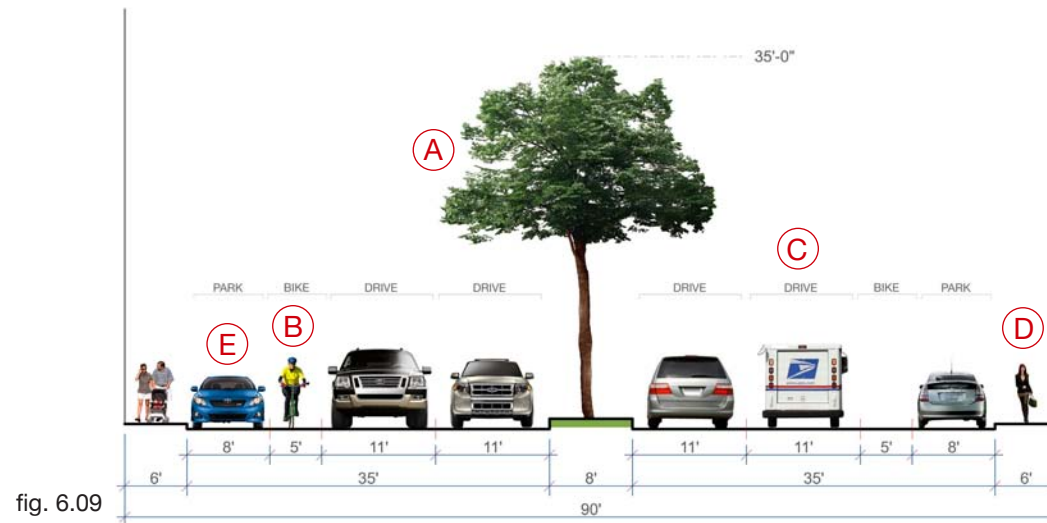 35'-0"
A
C
PARK BIKE DRIVE DRIVE DRIVE DRIVE BIKE PARK
B
D
E
8' 5' 11' 11' 11' 11' 5' 8'
6' 35' 8' 35' 6'
90'
fig. 6.09